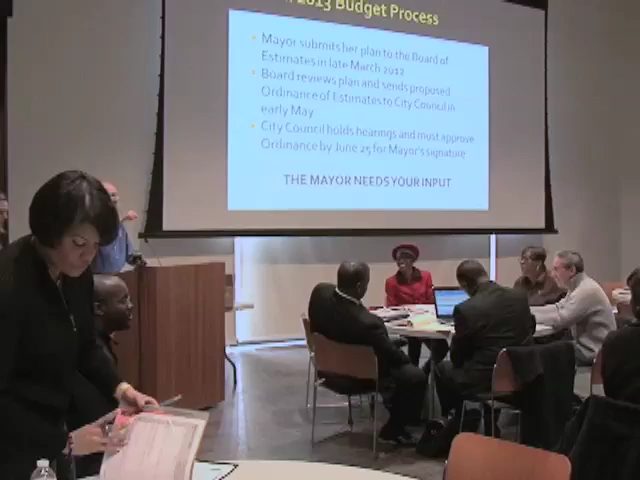 2013 Budget Process
Mayor submits her plan to the Board of
Estimates in late March 2012
Board reviews plan and sends proposed
Ordinance of Estimates to City Council in
early May
City Council holds hearings and must approve
Ordinance by June 25 for Mayor's signature
THE MAYOR NEEDS YOUR INPUT